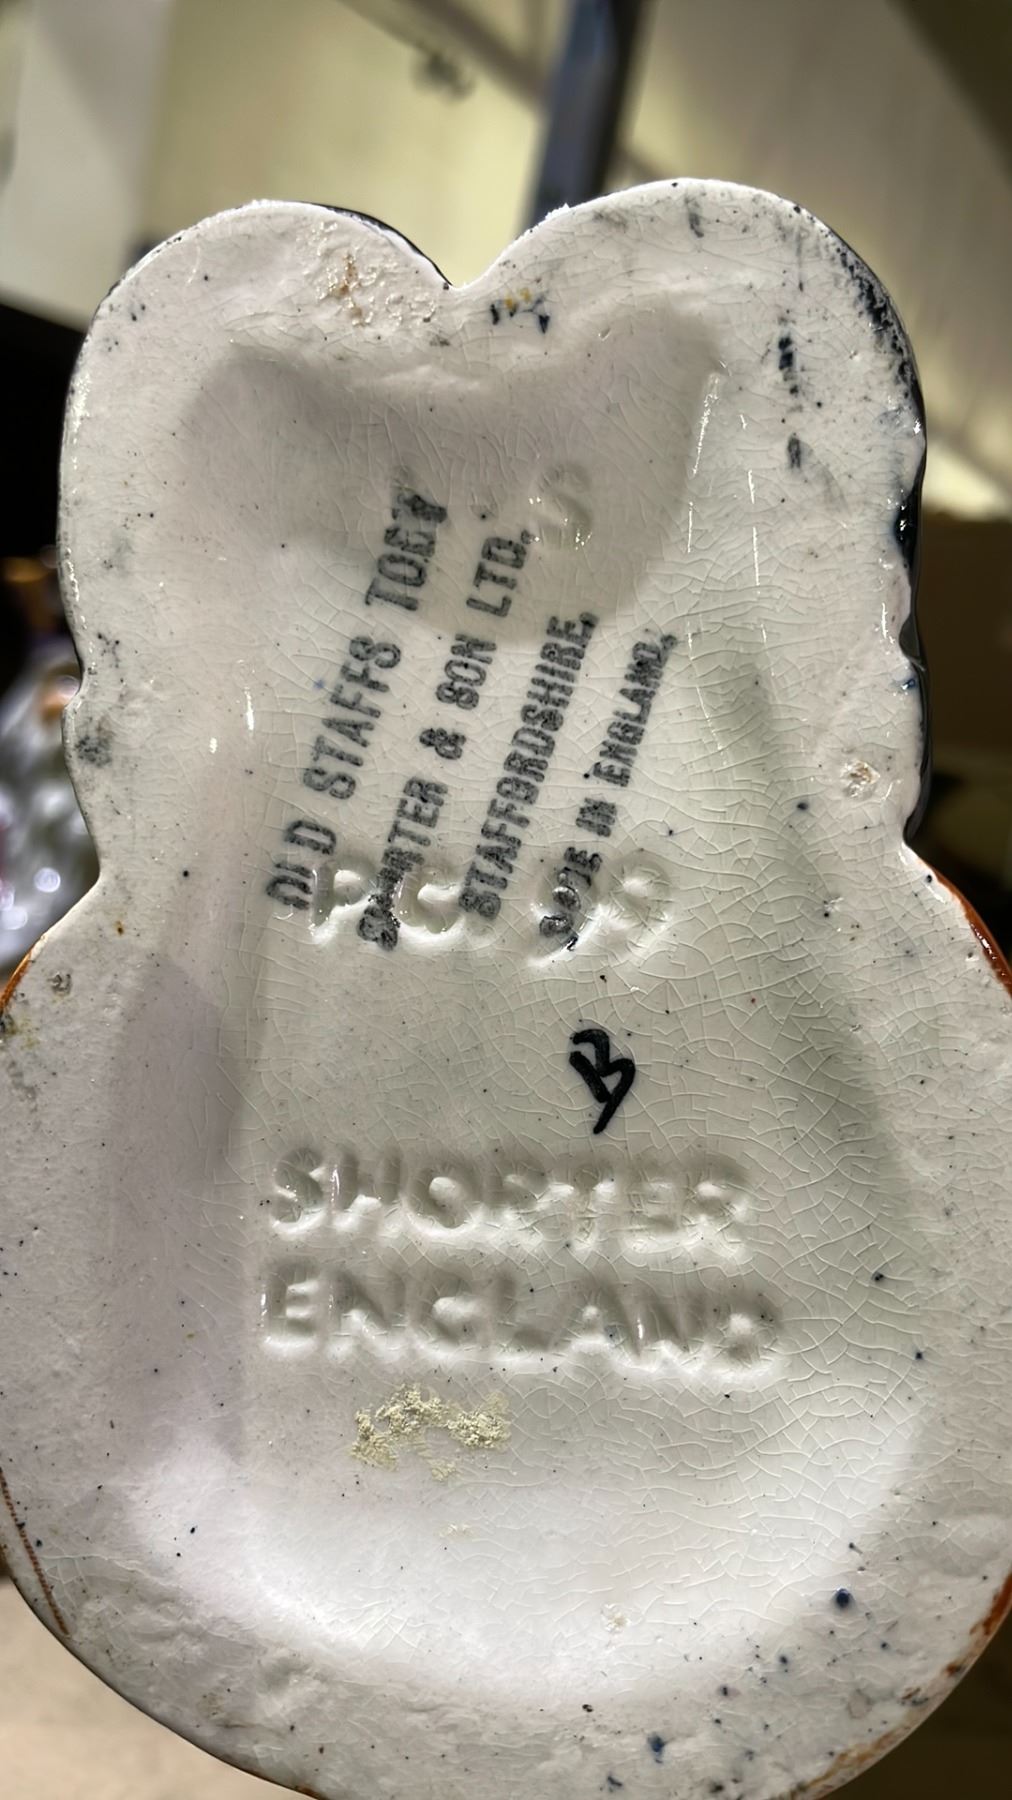 OLD STAFFS TOBY
SHORTER & SON LTD.
STAFFORDSHIRE,
MADE IN ENGLAND.
B
SHORTER
ENGLAND